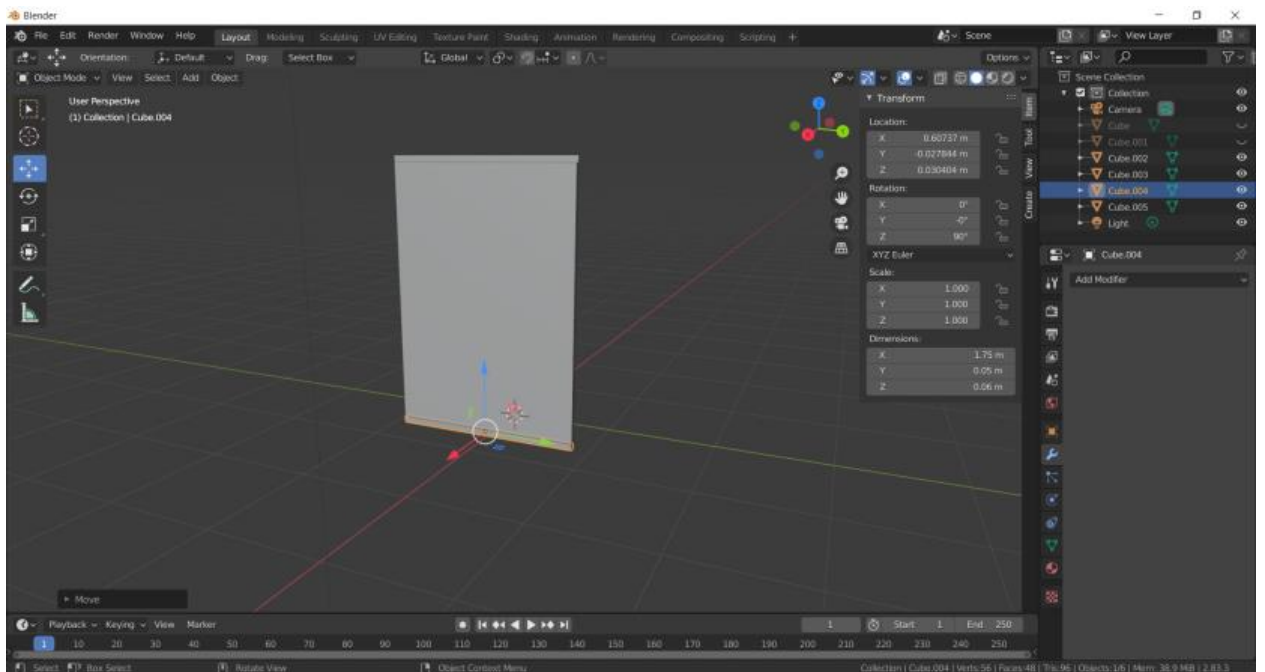 Blender
File Edit Render Window Help Layout Modeling Sculpting UV Editing Texture Paint Shading Animation Rendering Compositing Scripting + Scene View Layer
Orientation: Default Drag: Select Box Global Options
Object Mode View Select Add Object
User Perspective
(1) Collection | Cube.004
Transform
Location:
X 0.60737 m
Y -0.027844 m
Z 0.030404 m
Rotation:
X 0°
Y -0°
Z 90°
XYZ Euler
Scale:
X 1.000
Y 1.000
Z 1.000
Dimensions:
X 1.75 m
Y 0.05 m
Z 0.06 m
Item
Tool
View
Create
Scene Collection
Collection
Camera
Cube
Cube.001
Cube.002
Cube.003
Cube.004
Cube.005
Light
Cube.004
Add Modifier
Move
Playback Keying View Marker 1 Start 1 End 250
1 10 20 30 40 50 60 70 80 90 100 110 120 130 140 150 160 170 180 190 200 210 220 230 240 250
Select Box Select Rotate View Object Context Menu Collection | Cube.004 | Verts:56 | Faces:48 | Tris:96 | Objects:1/6 | Mem: 38.9 MiB | 2.83.3